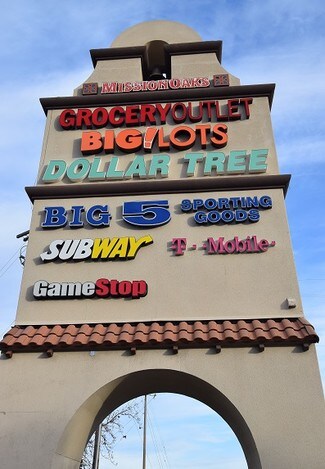 MISSION OAKS
GROCERY OUTLET
BIG! LOTS
DOLLAR TREE
BIG 5 SPORTING GOODS
SUBWAY T-Mobile
GameStop